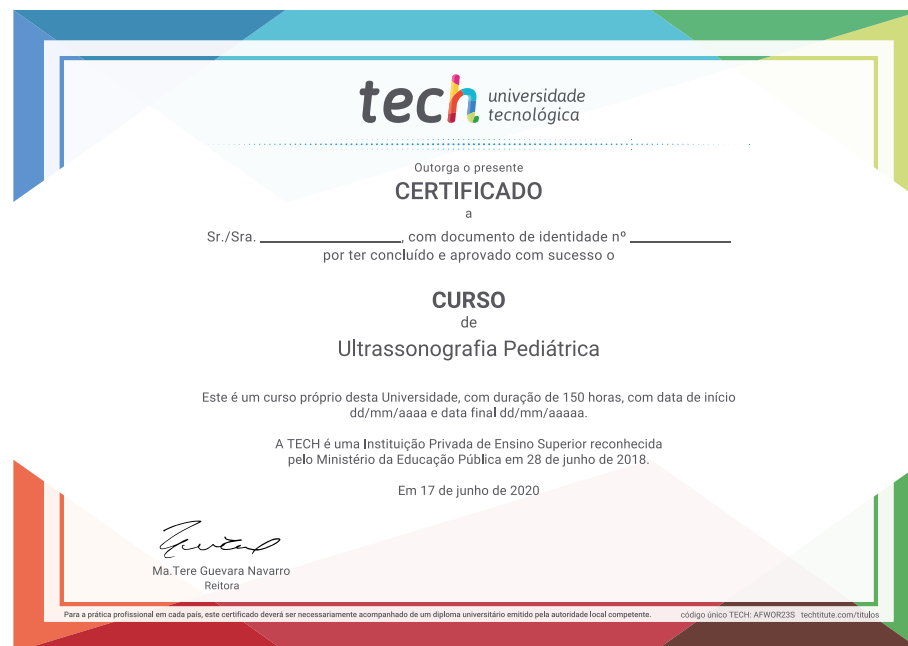 tech universidade
tecnológica
Outorga o presente
CERTIFICADO
a
Sr./Sra. ____________________, com documento de identidade nº ______________
por ter concluído e aprovado com sucesso o
CURSO
de
Ultrassonografia Pediátrica
Este é um curso próprio desta Universidade, com duração de 150 horas, com data de início
dd/mm/aaaa e data final dd/mm/aaaaa.
A TECH é uma Instituição Privada de Ensino Superior reconhecida
pelo Ministério da Educação Pública em 28 de junho de 2018.
Em 17 de junho de 2020
Ma.Tere Guevara Navarro
Reitora
Para a prática profissional em cada país, este certificado deverá ser necessariamente acompanhado de um diploma universitário emitido pela autoridade local competente. código único TECH: AFWOR23S techtitute.com/titulos